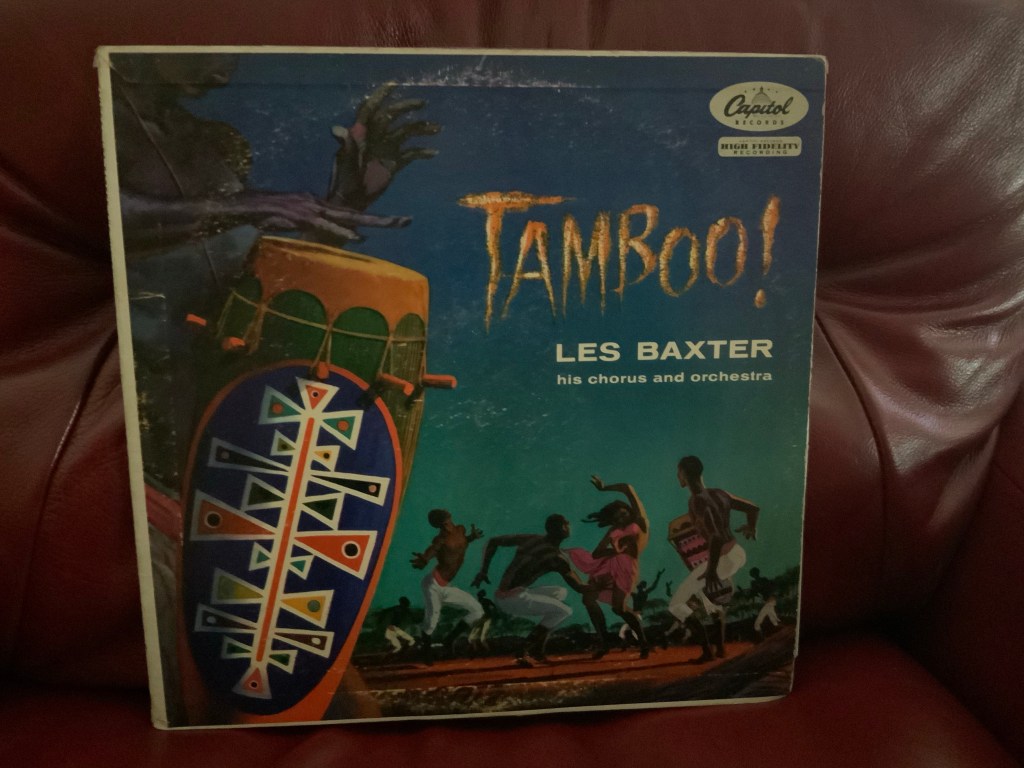 Capitol
RECORDS
HIGH FIDELITY
RECORDING
TAMBOO!
LES BAXTER
his chorus and orchestra